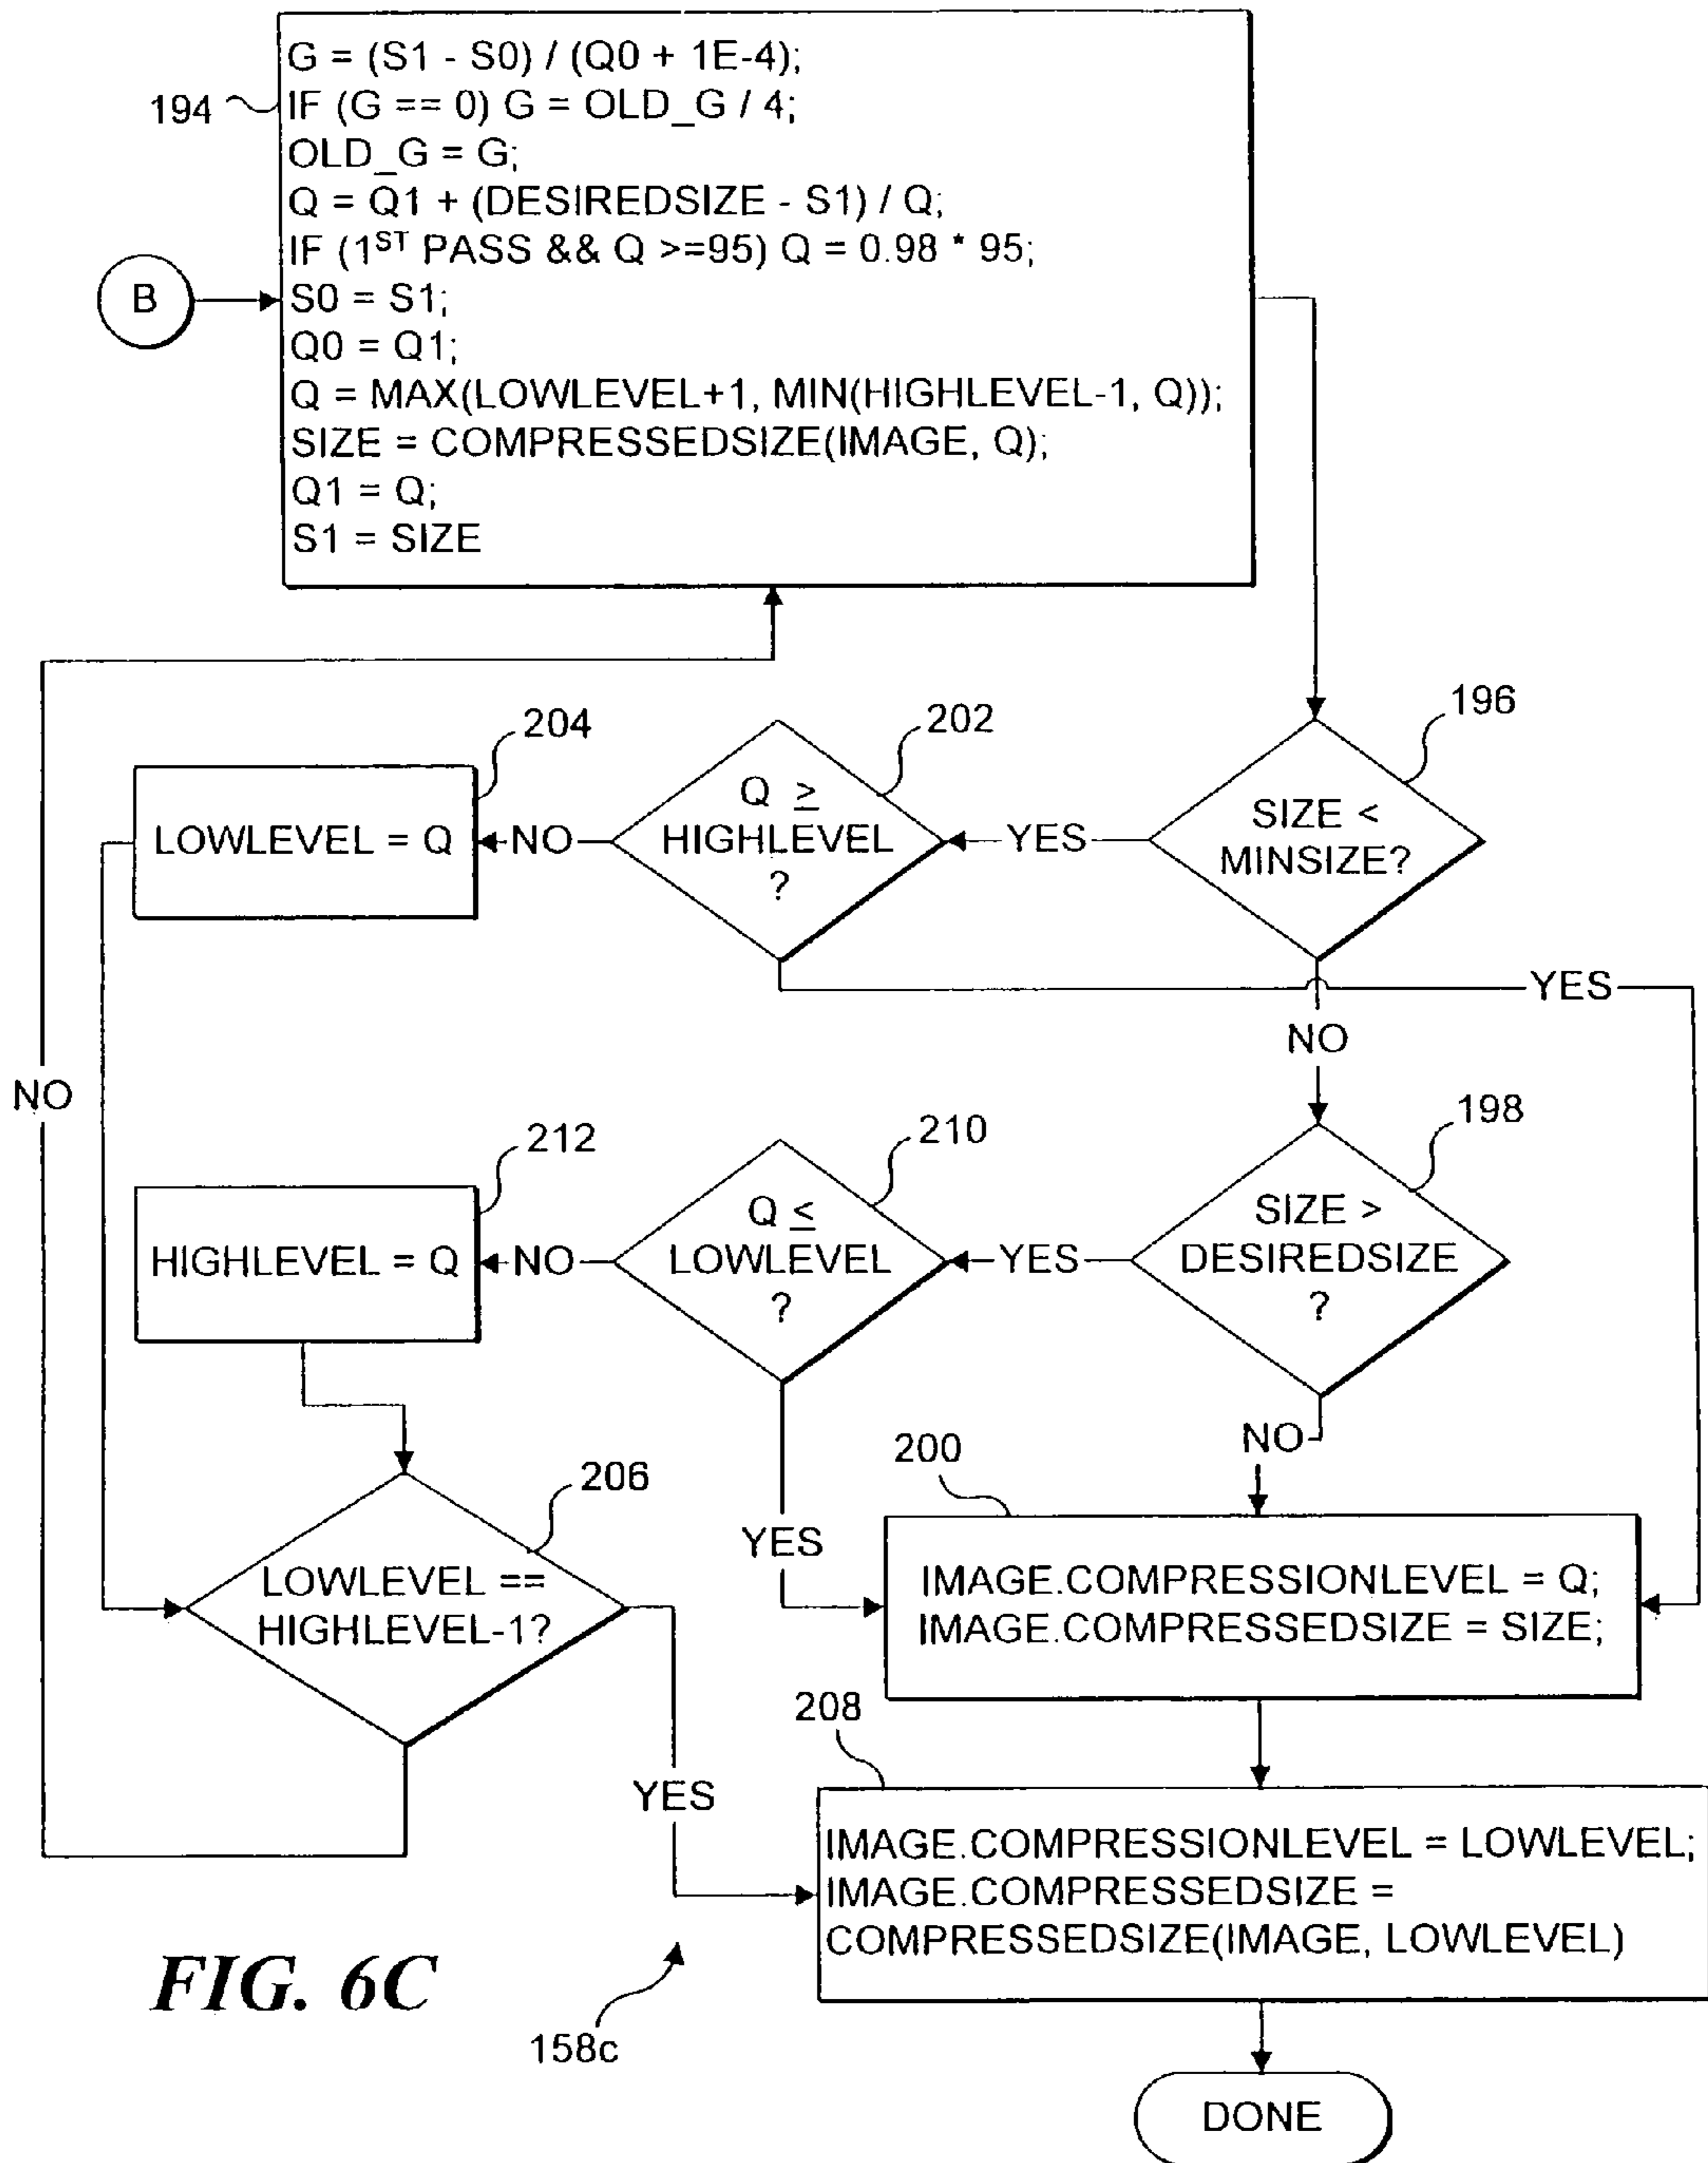 G = (S1 - S0) / (Q0 + 1E-4);
194
IF (G == 0) G = OLD_G / 4;
OLD_G = G;
Q = Q1 + (DESIREDSIZE - S1) / Q;
IF (1ST PASS && Q >=95) Q = 0.98 * 95;
B
S0 = S1;
Q0 = Q1;
Q = MAX(LOWLEVEL+1, MIN(HIGHLEVEL-1, Q));
SIZE = COMPRESSEDSIZE(IMAGE, Q);
Q1 = Q;
S1 = SIZE
196
SIZE <
MINSIZE?
YES
202
Q ≥
HIGHLEVEL
?
NO
204
LOWLEVEL = Q
YES
NO
NO
198
SIZE >
DESIREDSIZE
?
YES
210
Q ≤
LOWLEVEL
?
NO
212
HIGHLEVEL = Q
NO
YES
200
IMAGE.COMPRESSIONLEVEL = Q;
IMAGE.COMPRESSEDSIZE = SIZE;
206
LOWLEVEL ==
HIGHLEVEL-1?
YES
208
IMAGE.COMPRESSIONLEVEL = LOWLEVEL;
IMAGE.COMPRESSEDSIZE =
COMPRESSEDSIZE(IMAGE, LOWLEVEL)
FIG. 6C
158c
DONE